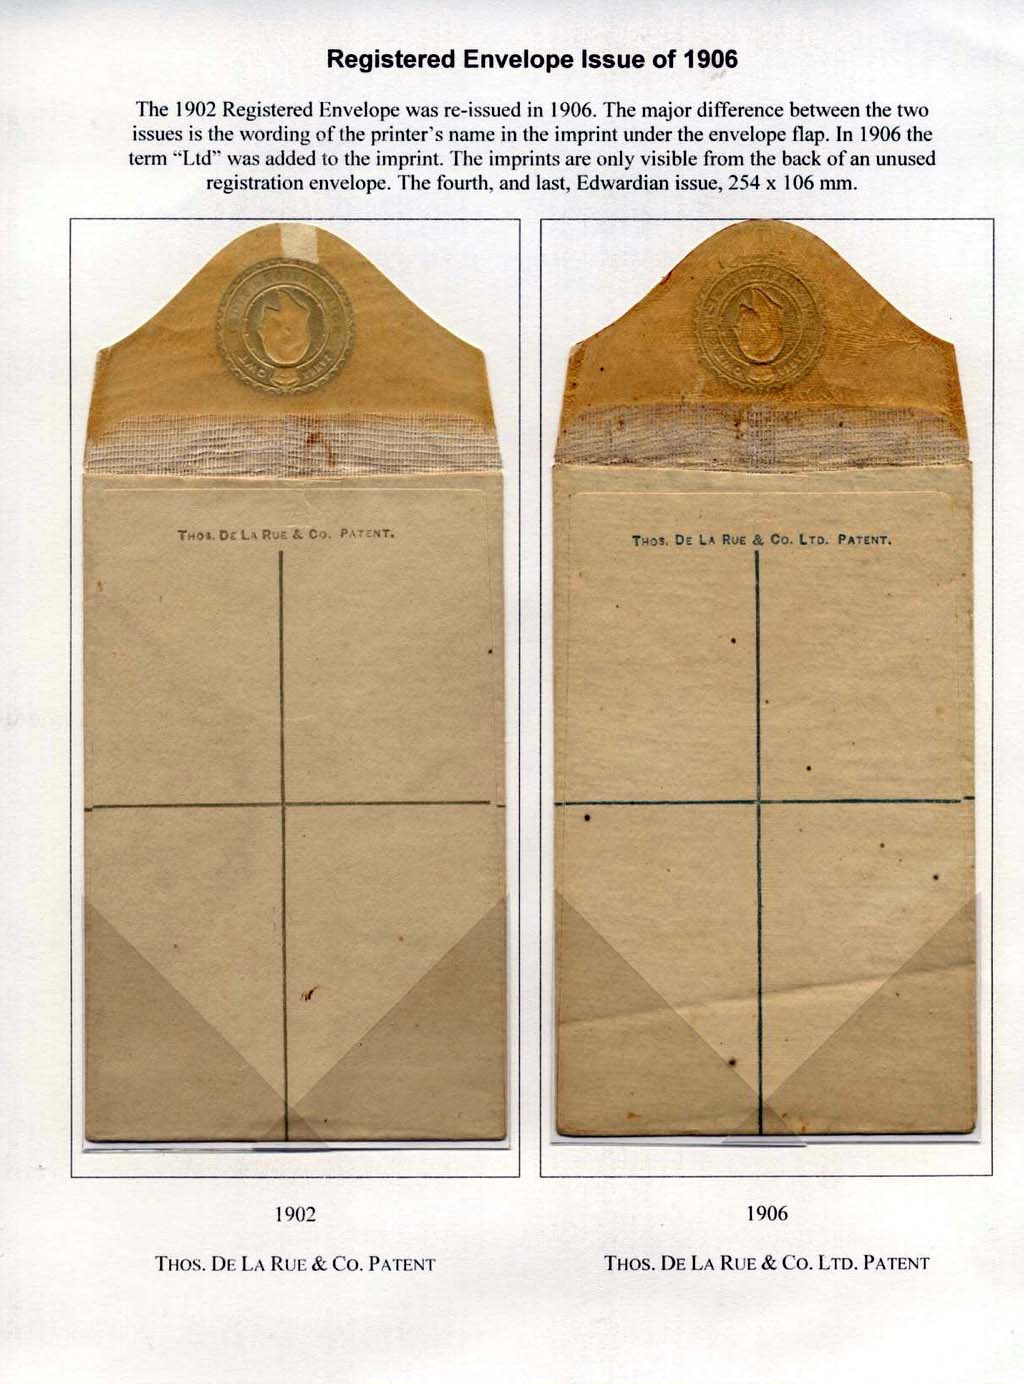 Registered Envelope Issue of 1906
The 1902 Registered Envelope was re-issued in 1906. The major difference between the two
issues is the wording of the printer's name in the imprint under the envelope flap. In 1906 the
term "Ltd" was added to the imprint. The imprints are only visible from the back of an unused
registration envelope. The fourth, and last, Edwardian issue, 254 x 106 mm.
THOS. DE LA RUE & CO. PATENT.
THOS. DE LA RUE & CO. LTD. PATENT.
1902
1906
THOS. DE LA RUE & CO. PATENT
THOS. DE LA RUE & CO. LTD. PATENT